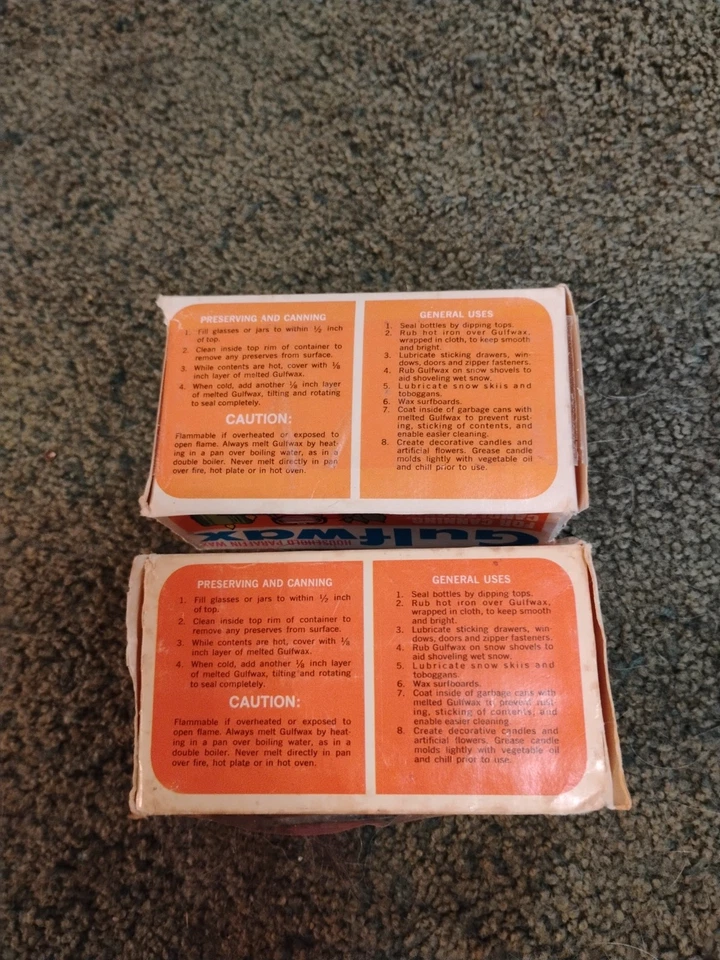 PRESERVING AND CANNING
1. Fill glasses or jars to within ½ inch
of top.
2. Clean inside top rim of container to
remove any preserves from surface.
3. While contents are hot, cover with ⅛
inch layer of melted Gulfwax.
4. When cold, add another ⅛ inch layer
of melted Gulfwax, tilting and rotating
to seal completely.
CAUTION:
Flammable if overheated or exposed to
open flame. Always melt Gulfwax by heat-
ing in a pan over boiling water, as in a
double boiler. Never melt directly in pan
over fire, hot plate or in hot oven.
GENERAL USES
1. Seal bottles by dipping tops.
2. Rub hot iron over Gulfwax,
wrapped in cloth, to keep smooth
and bright.
3. Lubricate sticking drawers, win-
dows, doors and zipper fasteners.
4. Rub Gulfwax on snow shovels to
aid shoveling wet snow.
5. Lubricate snow skiis and
toboggans.
6. Wax surfboards.
7. Coat inside of garbage cans with
melted Gulfwax to prevent rust-
ing, sticking of contents, and
enable easier cleaning.
8. Create decorative candles and
artificial flowers. Grease candle
molds lightly with vegetable oil
and chill prior to use.
FOR CANNING,
Gulfwax
HOUSEHOLD PARAFFIN WAX
PRESERVING AND CANNING
1. Fill glasses or jars to within ½ inch
of top.
2. Clean inside top rim of container to
remove any preserves from surface.
3. While contents are hot, cover with ⅛
inch layer of melted Gulfwax.
4. When cold, add another ⅛ inch layer
of melted Gulfwax, tilting and rotating
to seal completely.
CAUTION:
Flammable if overheated or exposed to
open flame. Always melt Gulfwax by heat-
ing in a pan over boiling water, as in a
double boiler. Never melt directly in pan
over fire, hot plate or in hot oven.
GENERAL USES
1. Seal bottles by dipping tops.
2. Rub hot iron over Gulfwax,
wrapped in cloth, to keep smooth
and bright.
3. Lubricate sticking drawers, win-
dows, doors and zipper fasteners.
4. Rub Gulfwax on snow shovels to
aid shoveling wet snow.
5. Lubricate snow skiis and
toboggans.
6. Wax surfboards.
7. Coat inside of garbage cans with
melted Gulfwax to prevent rust-
ing, sticking of contents, and
enable easier cleaning.
8. Create decorative candles and
artificial flowers. Grease candle
molds lightly with vegetable oil
and chill prior to use.